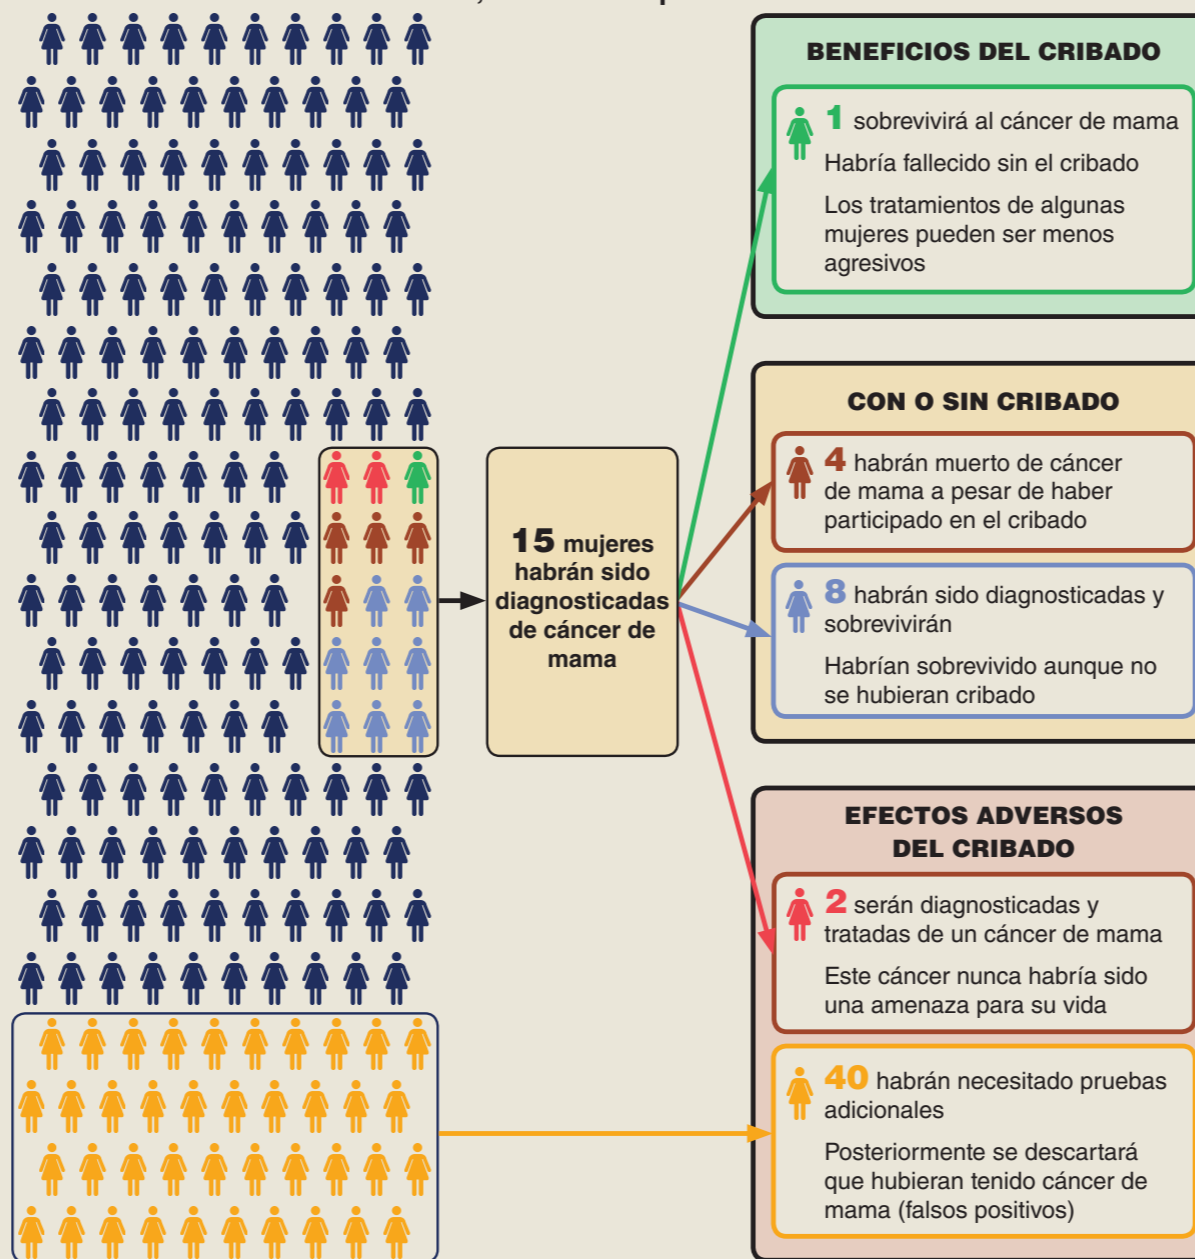 BENEFICIOS DEL CRIBADO
1 sobrevivirá al cáncer de mama
Habría fallecido sin el cribado
Los tratamientos de algunas
mujeres pueden ser menos
agresivos
CON O SIN CRIBADO
4 habrán muerto de cáncer
de mama a pesar de haber
participado en el cribado
15 mujeres
habrán sido
diagnosticadas
de cáncer de
mama
8 habrán sido diagnosticadas y
sobrevivirán
Habrían sobrevivido aunque no
se hubieran cribado
EFECTOS ADVERSOS
DEL CRIBADO
2 serán diagnosticadas y
tratadas de un cáncer de mama
Este cáncer nunca habría sido
una amenaza para su vida
40 habrán necesitado pruebas
adicionales
Posteriormente se descartará
que hubieran tenido cáncer de
mama (falsos positivos)